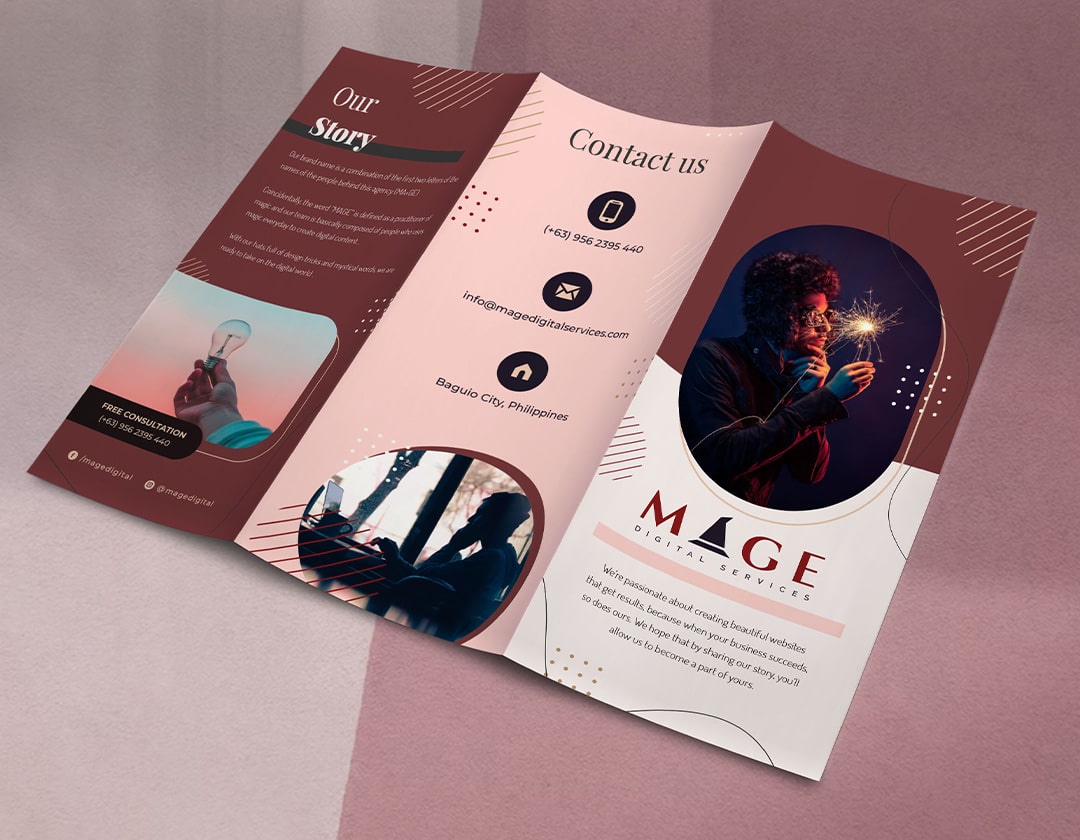 Our
Story
Our brand name is a combination of the first two letters of the
names of the people behind this agency (MA+GE)!
Coincidentally, the word "MAGE" is defined as a practitioner of
magic and our team is basically composed of people who use
magic everyday to create digital content.
With our hats full of design tricks and mystical words, we are
ready to take on the digital world!
FREE CONSULTATION
(+63) 956 2395 440
/magedigital
@magedigital
Contact us
(+63) 956 2395 440
info@magedigitalservices.com
Baguio City, Philippines
MAGE
DIGITAL SERVICES
We're passionate about creating beautiful websites
that get results, because when your business succeeds,
so does ours. We hope that by sharing our story, you'll
allow us to become a part of yours.